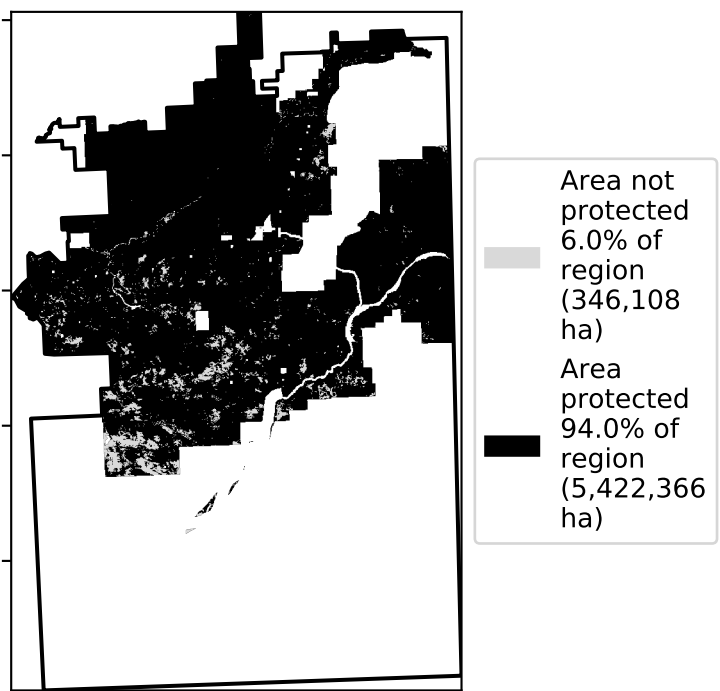 Area not
protected
6.0% of
region
(346,108
ha)
Area
protected
94.0% of
region
(5,422,366
ha)